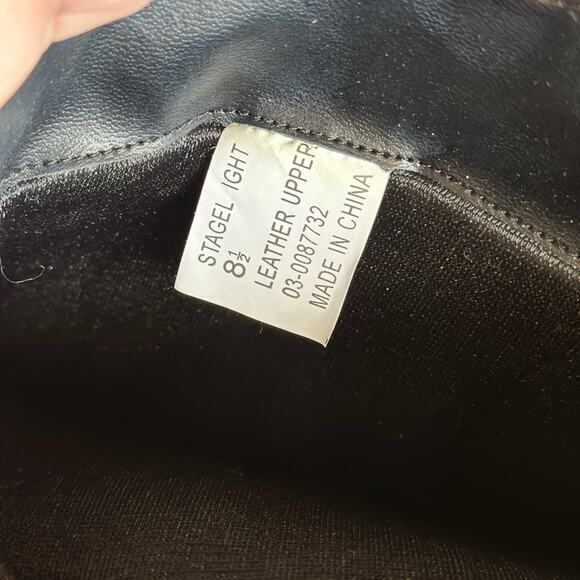 STAGEL IGHT
8½
LEATHER UPPER
03-0087732
MADE IN CHINA